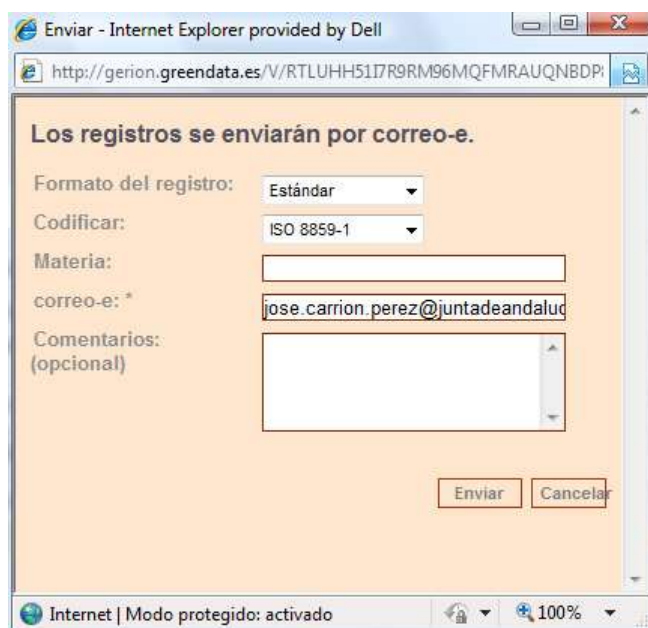 Enviar - Internet Explorer provided by Dell
http://gerion.greendata.es/V/RTLUHH51I7R9RM96MQFMRAUQNBDP
Los registros se enviarán por correo-e.
Formato del registro: Estándar
Codificar: ISO 8859-1
Materia:
correo-e: * jose.carrion.perez@juntadeandaluc
Comentarios:
(opcional)
Enviar Cancelar
Internet | Modo protegido: activado 100%